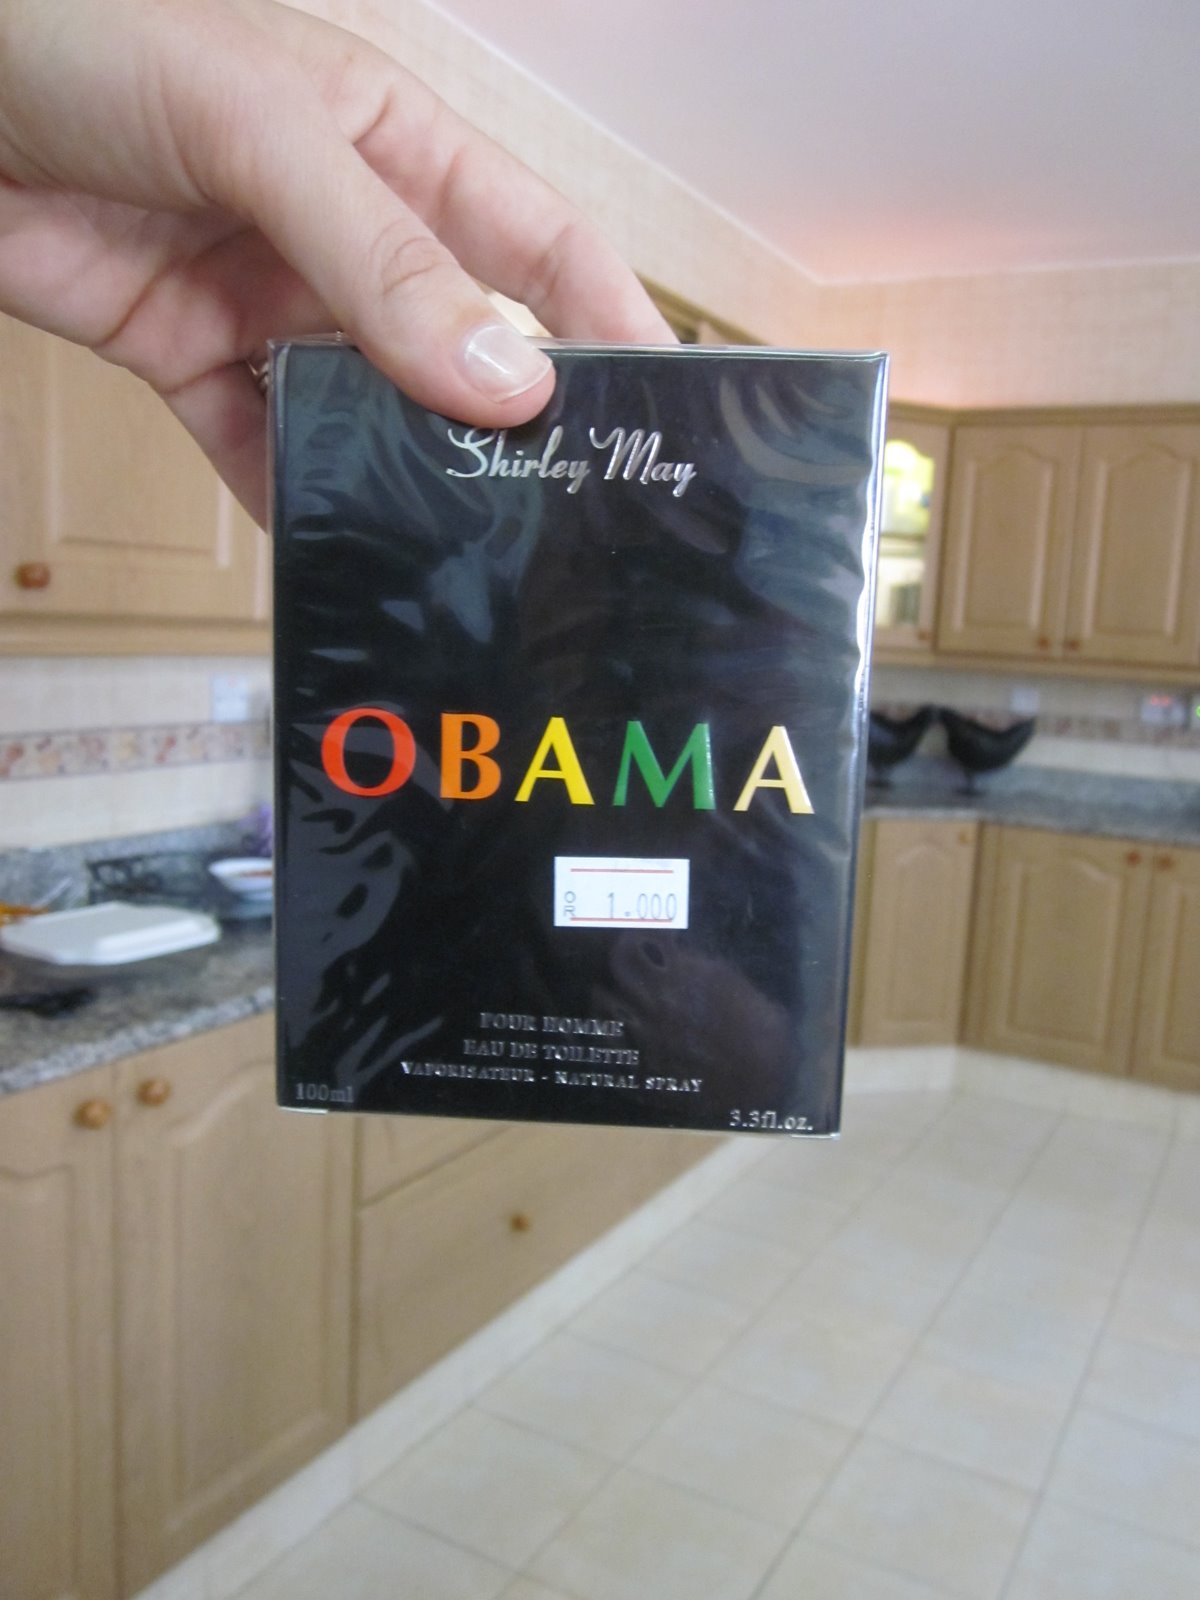 Shirley May
OBAMA
OR 1.000
POUR HOMME
EAU DE TOILETTE
VAPORISATEUR - NATURAL SPRAY
100ml
3.3fl.oz.